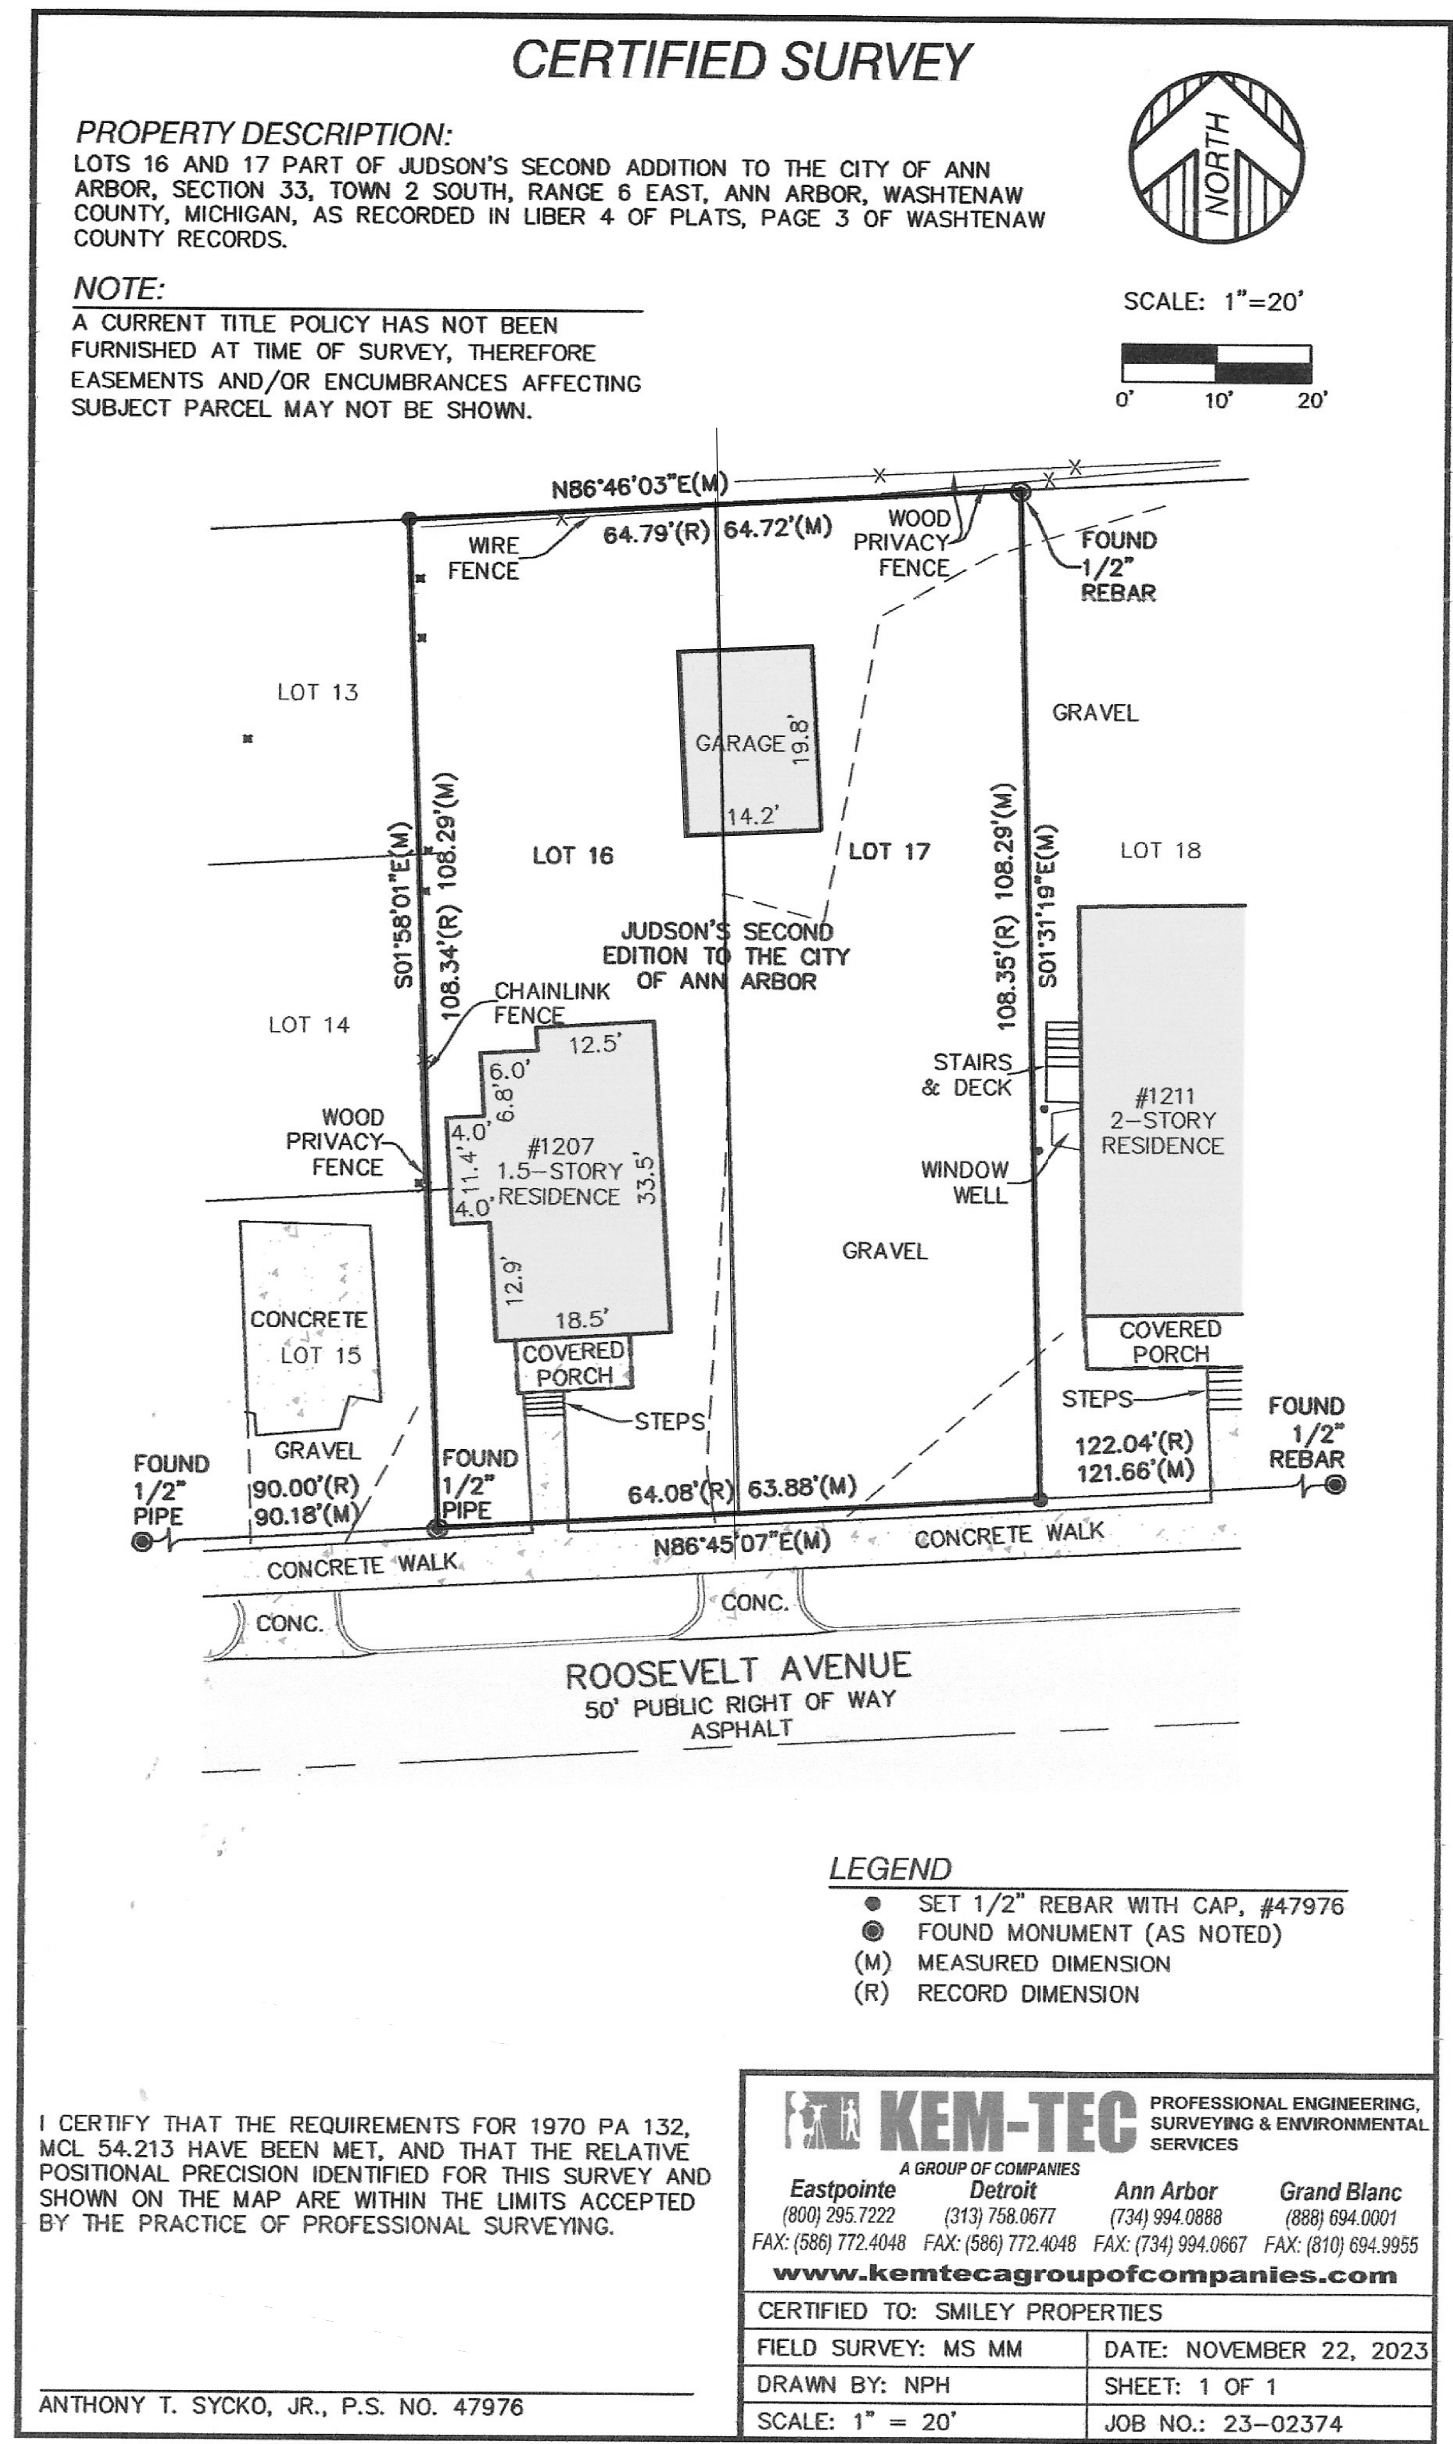 CERTIFIED SURVEY
PROPERTY DESCRIPTION:
LOTS 16 AND 17 PART OF JUDSON'S SECOND ADDITION TO THE CITY OF ANN
ARBOR, SECTION 33, TOWN 2 SOUTH, RANGE 6 EAST, ANN ARBOR, WASHTENAW
COUNTY, MICHIGAN, AS RECORDED IN LIBER 4 OF PLATS, PAGE 3 OF WASHTENAW
COUNTY RECORDS.
NORTH
NOTE:
A CURRENT TITLE POLICY HAS NOT BEEN
FURNISHED AT TIME OF SURVEY, THEREFORE
EASEMENTS AND/OR ENCUMBRANCES AFFECTING
SUBJECT PARCEL MAY NOT BE SHOWN.
SCALE: 1"=20'
0' 10' 20'
N86°46'03"E(M)
64.79'(R) 64.72'(M)
WIRE
FENCE
WOOD
PRIVACY
FENCE
FOUND
1/2"
REBAR
LOT 13
GARAGE
19.8'
14.2'
GRAVEL
S01°58'01"E(M)
108.34'(R) 108.29'(M)
LOT 16
LOT 17
108.35'(R) 108.29'(M)
S01°31'19"E(M)
LOT 18
JUDSON'S SECOND
EDITION TO THE CITY
OF ANN ARBOR
LOT 14
CHAINLINK
FENCE
12.5'
6.0'
6.8'
4.0'
11.4'
4.0'
#1207
1.5-STORY
RESIDENCE
33.5'
12.9'
18.5'
WOOD
PRIVACY
FENCE
STAIRS
& DECK
#1211
2-STORY
RESIDENCE
WINDOW
WELL
GRAVEL
CONCRETE
LOT 15
COVERED
PORCH
STEPS
COVERED
PORCH
STEPS
GRAVEL
FOUND
1/2"
PIPE
90.00'(R)
90.18'(M)
FOUND
1/2"
PIPE
64.08'(R) 63.88'(M)
122.04'(R)
121.66'(M)
FOUND
1/2"
REBAR
N86°45'07"E(M)
CONCRETE WALK
CONCRETE WALK
CONC.
CONC.
ROOSEVELT AVENUE
50' PUBLIC RIGHT OF WAY
ASPHALT
LEGEND
SET 1/2" REBAR WITH CAP, #47976
FOUND MONUMENT (AS NOTED)
(M) MEASURED DIMENSION
(R) RECORD DIMENSION
I CERTIFY THAT THE REQUIREMENTS FOR 1970 PA 132,
MCL 54.213 HAVE BEEN MET, AND THAT THE RELATIVE
POSITIONAL PRECISION IDENTIFIED FOR THIS SURVEY AND
SHOWN ON THE MAP ARE WITHIN THE LIMITS ACCEPTED
BY THE PRACTICE OF PROFESSIONAL SURVEYING.
ANTHONY T. SYCKO, JR., P.S. NO. 47976
KEM-TEC
A GROUP OF COMPANIES
PROFESSIONAL ENGINEERING,
SURVEYING & ENVIRONMENTAL
SERVICES
Eastpointe Detroit Ann Arbor Grand Blanc
(800) 295.7222 (313) 758.0677 (734) 994.0888 (888) 694.0001
FAX: (586) 772.4048 FAX: (586) 772.4048 FAX: (734) 994.0667 FAX: (810) 694.9955
www.kemtecagroupofcompanies.com
CERTIFIED TO: SMILEY PROPERTIES
FIELD SURVEY: MS MM DATE: NOVEMBER 22, 2023
DRAWN BY: NPH SHEET: 1 OF 1
SCALE: 1" = 20' JOB NO.: 23-02374